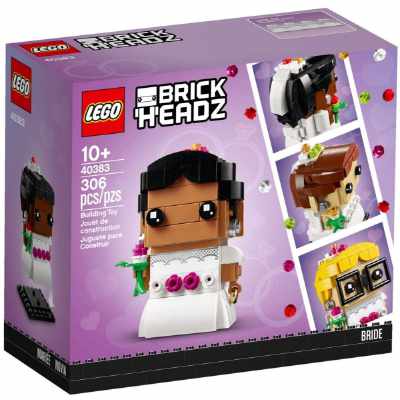 LEGO
40383
LEGO
BRICK
HEADZ
10+
40383
306
pcs/pzs
Building Toy
Jouet de
construction
Juguete para
Construir
BRIDE